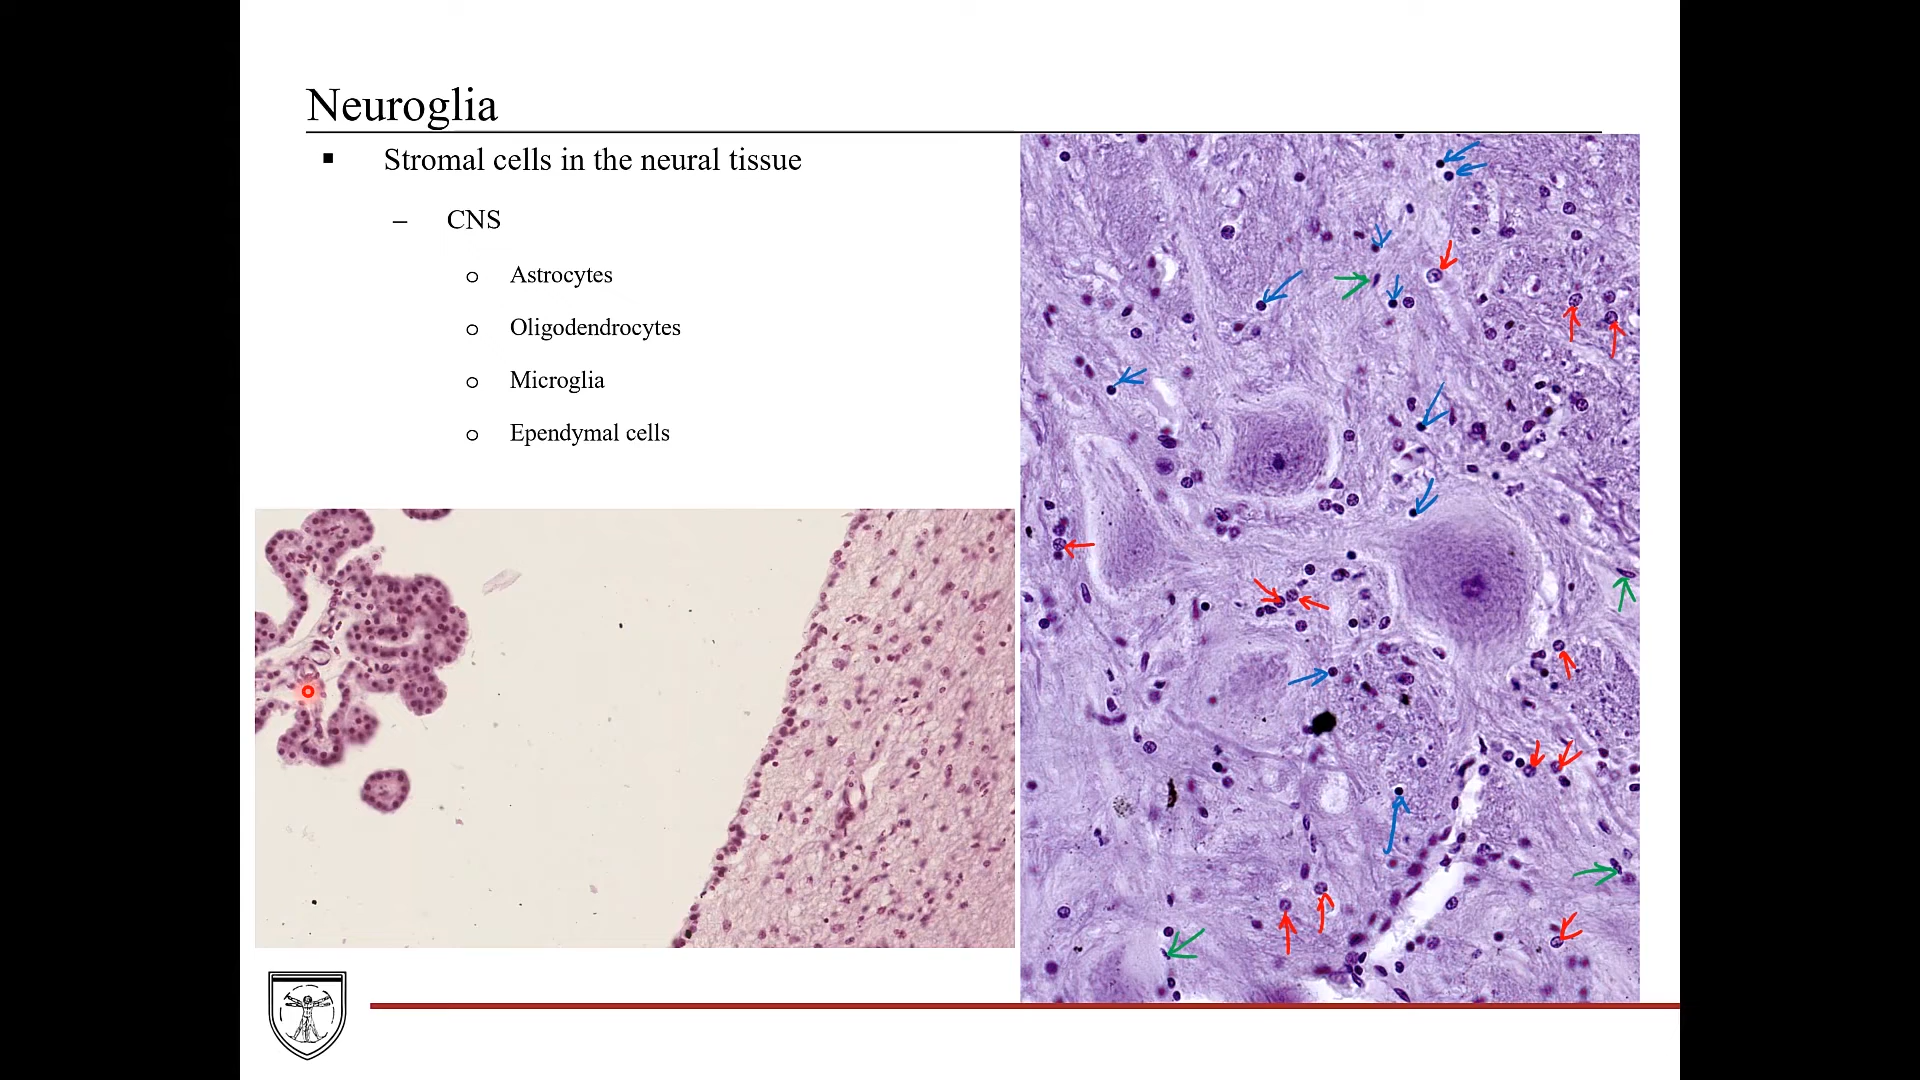 Neuroglia
▪ Stromal cells in the neural tissue
– CNS
o Astrocytes
o Oligodendrocytes
o Microglia
o Ependymal cells